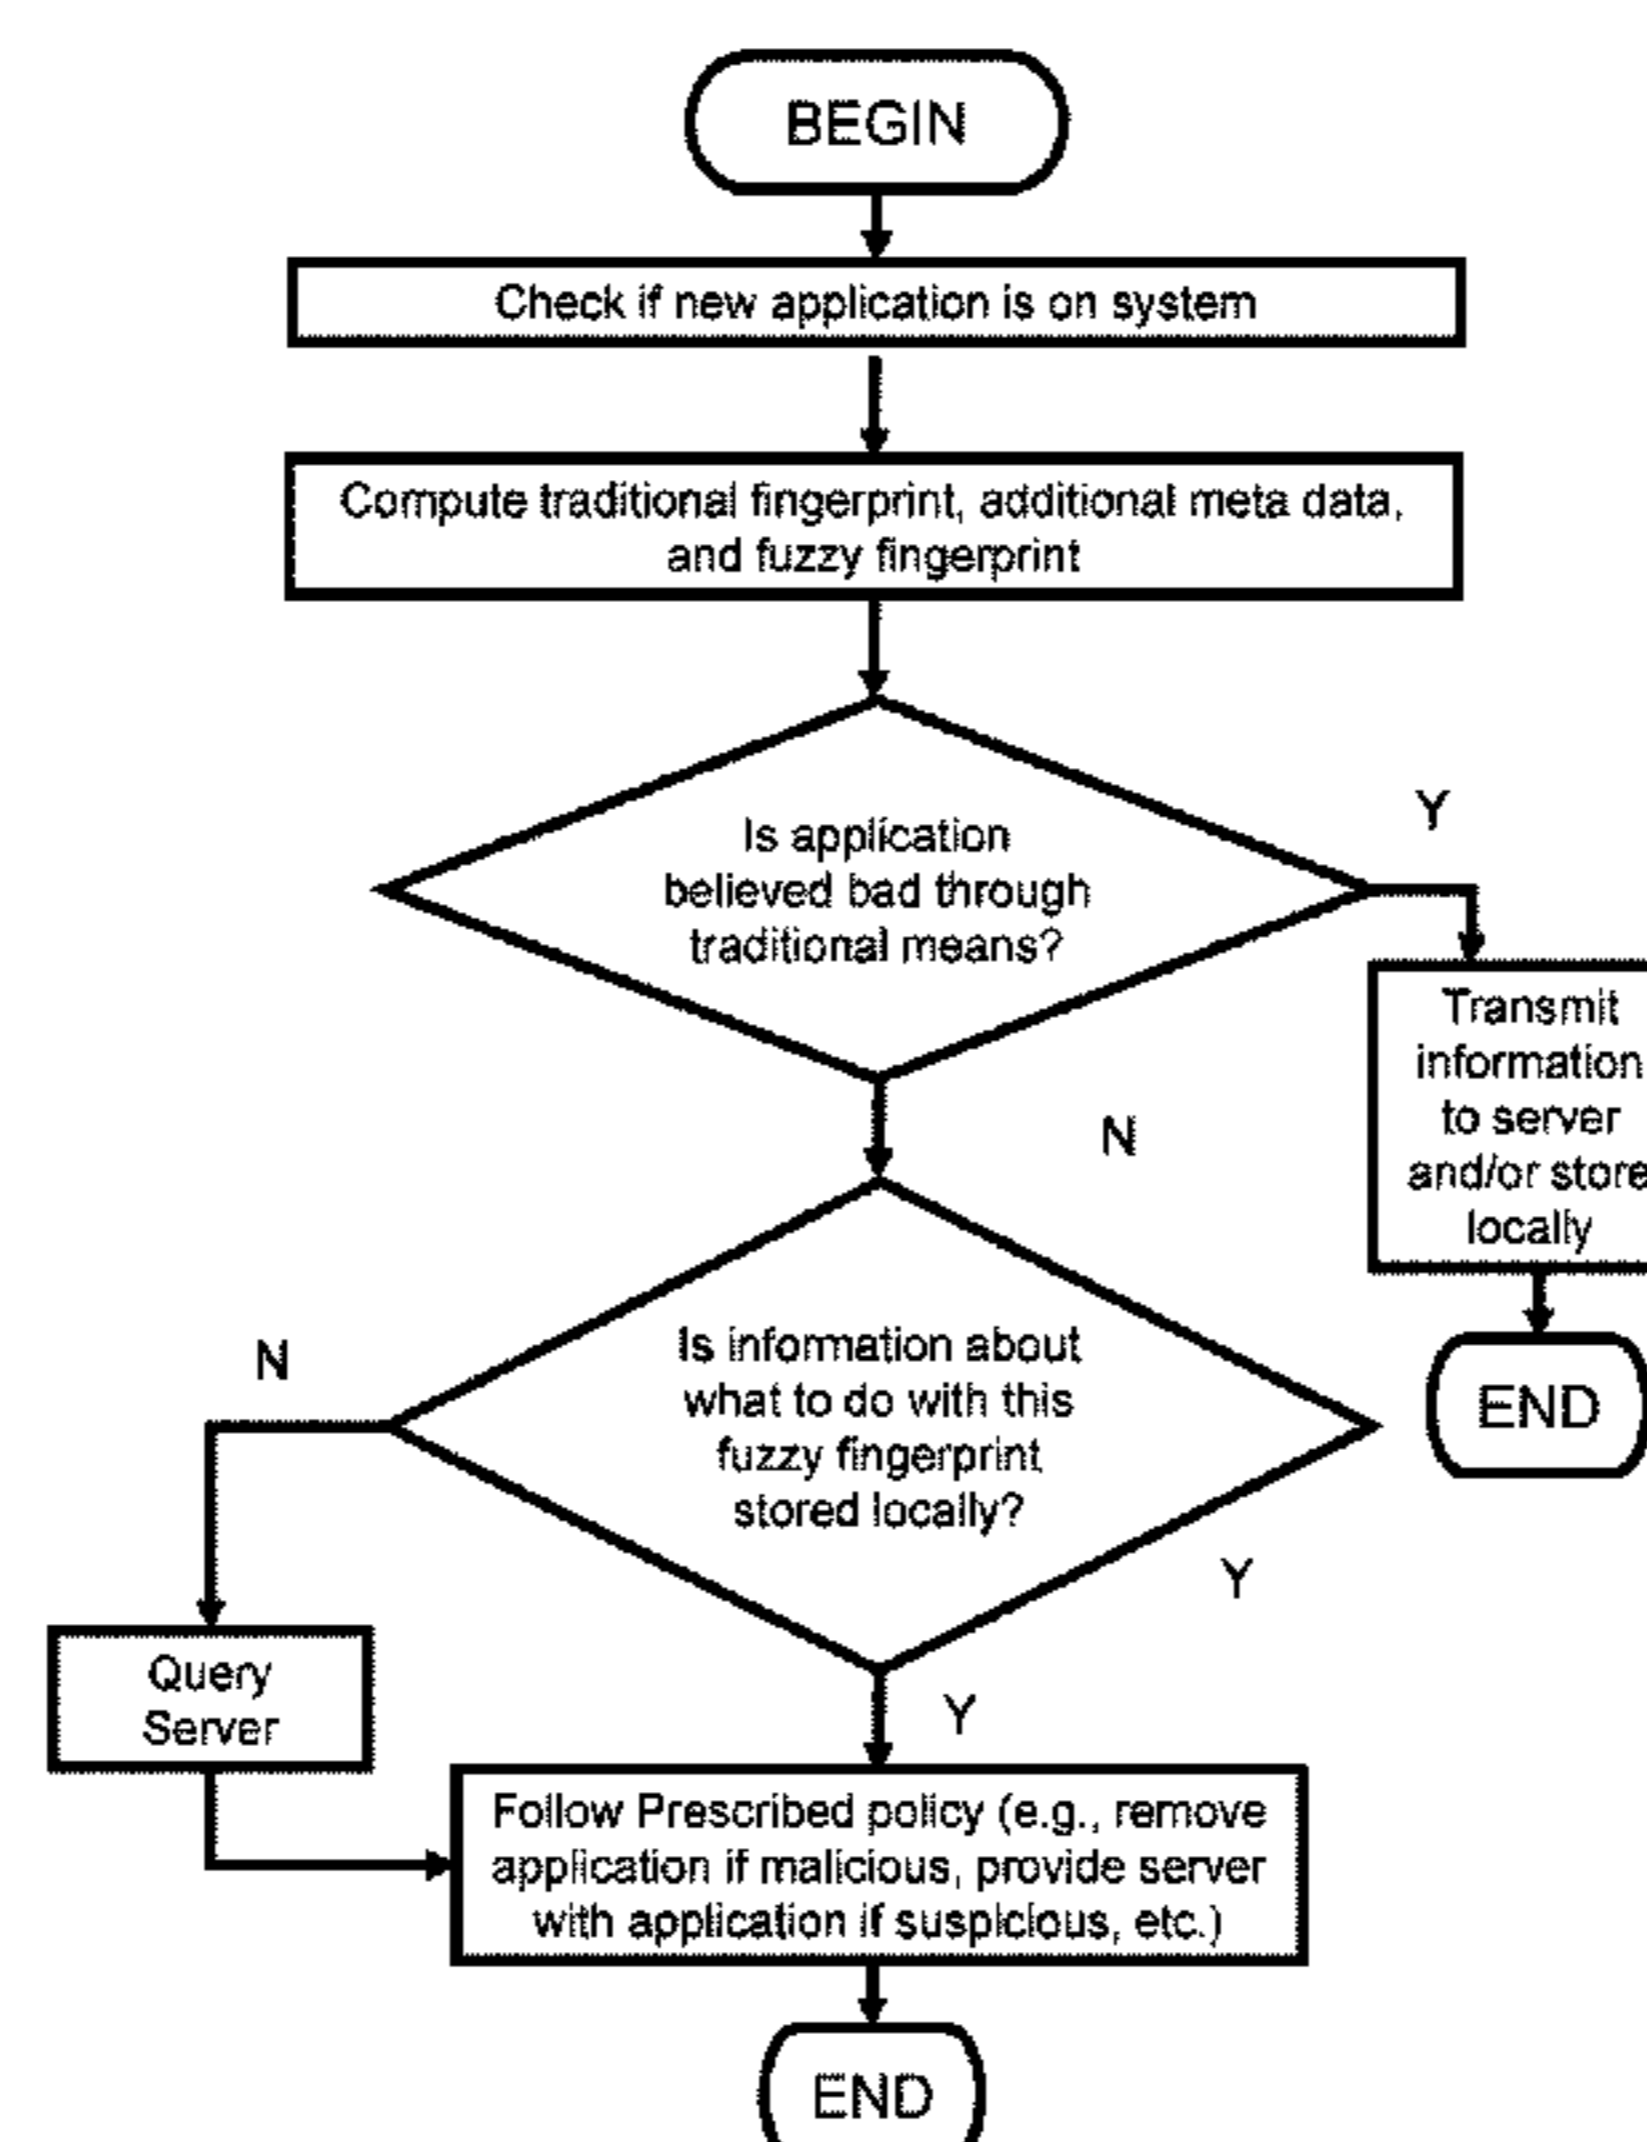 BEGIN
Check if new application is on system
Compute traditional fingerprint, additional meta data,
and fuzzy fingerprint
Is application
believed bad through
traditional means?
Y
Transmit
information
to server
and/or store
locally
N
END
Is information about
what to do with this
fuzzy fingerprint
stored locally?
N
Y
Query
Server
Y
Follow Prescribed policy (e.g., remove
application if malicious, provide server
with application if suspicious, etc.)
END